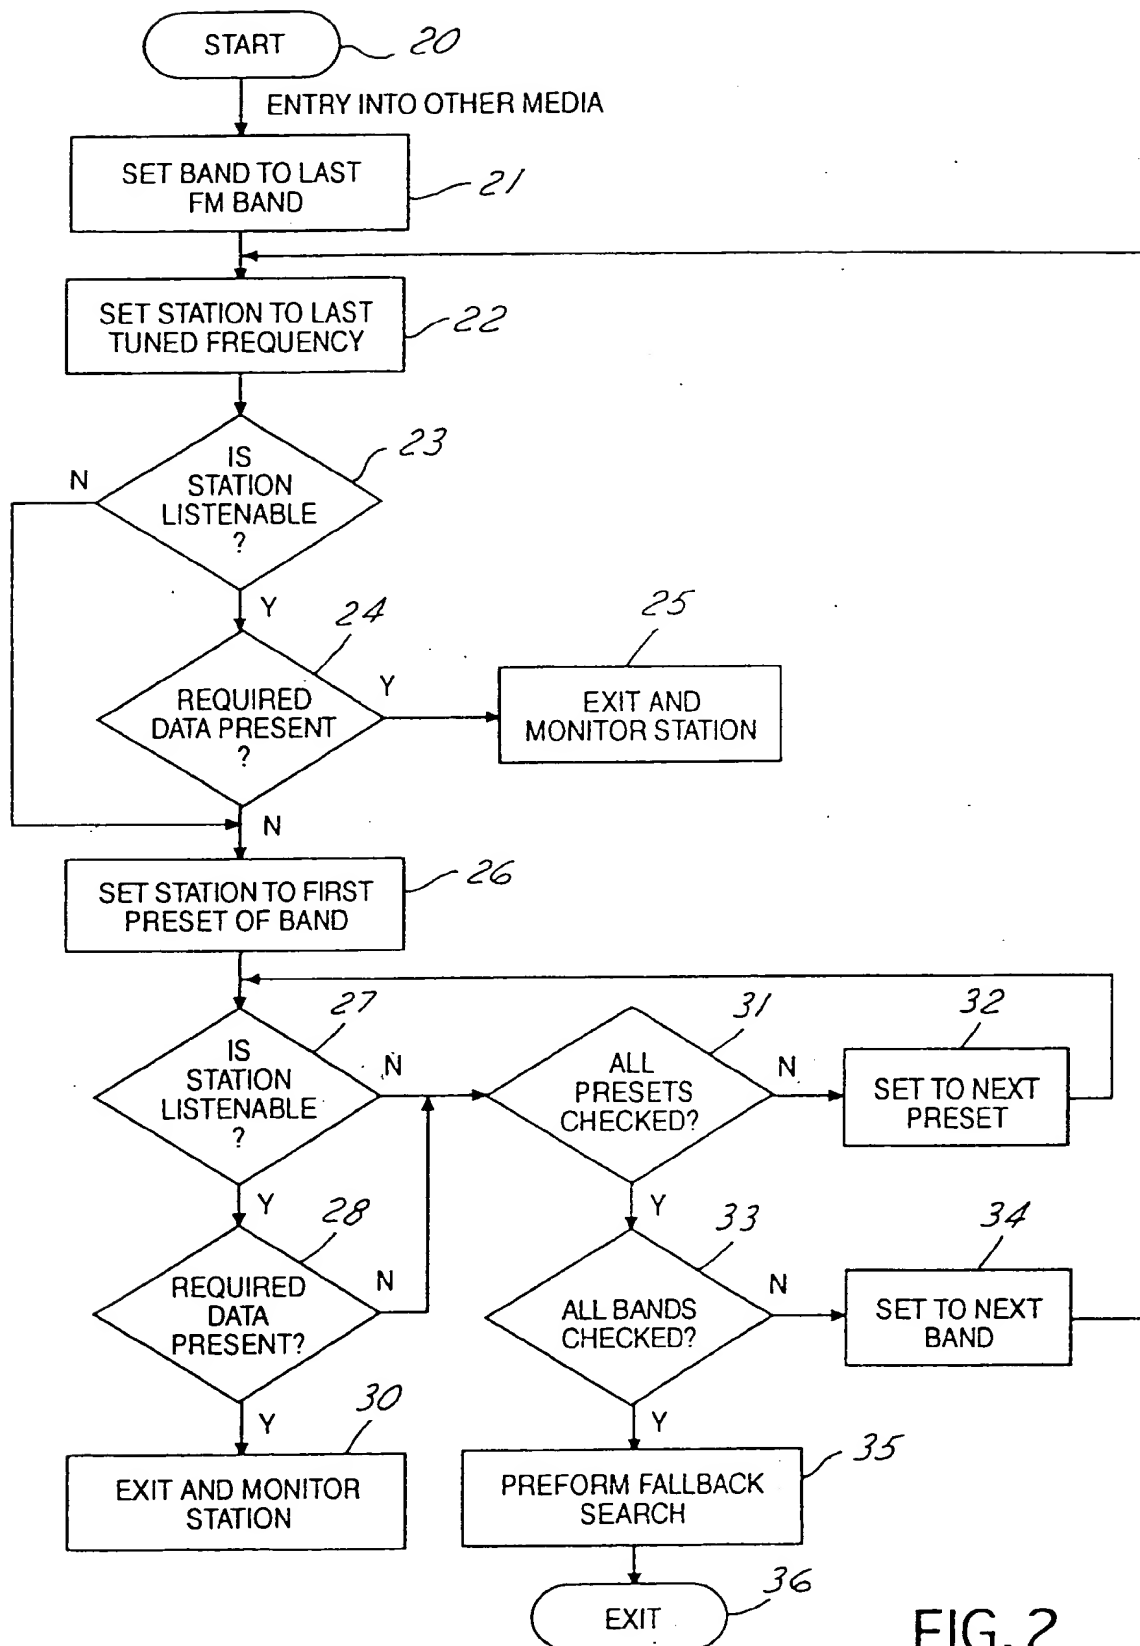 START
20
ENTRY INTO OTHER MEDIA
SET BAND TO LAST
FM BAND
21
SET STATION TO LAST
TUNED FREQUENCY
22
IS
STATION
LISTENABLE
?
23
N
Y
24
25
REQUIRED
DATA PRESENT
?
Y
EXIT AND
MONITOR STATION
N
SET STATION TO FIRST
PRESET OF BAND
26
27
IS
STATION
LISTENABLE
?
N
31
ALL
PRESETS
CHECKED?
N
32
SET TO NEXT
PRESET
Y
28
REQUIRED
DATA
PRESENT?
N
Y
33
ALL BANDS
CHECKED?
N
34
SET TO NEXT
BAND
Y
30
EXIT AND MONITOR
STATION
Y
35
PREFORM FALLBACK
SEARCH
36
EXIT
FIG. 2